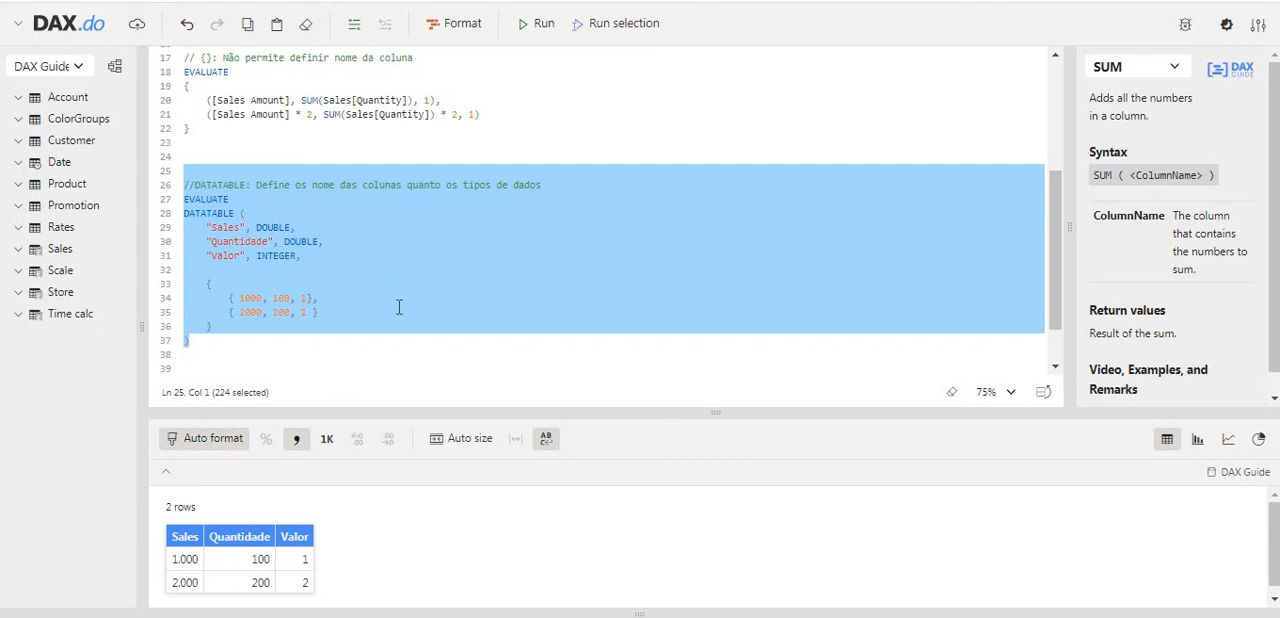 DAX.do
Format
Run
Run selection
DAX Guide
Account
ColorGroups
Customer
Date
Product
Promotion
Rates
Sales
Scale
Store
Time calc
17 // {}: Não permite definir nome da coluna
18 EVALUATE
19 {
20 ([Sales Amount], SUM(Sales[Quantity]), 1),
21 ([Sales Amount] * 2, SUM(Sales[Quantity]) * 2, 1)
22 }
23
24
25
26 //DATATABLE: Define os nome das colunas quanto os tipos de dados
27 EVALUATE
28 DATATABLE (
29 "Sales", DOUBLE,
30 "Quantidade", DOUBLE,
31 "Valor", INTEGER,
32
33 {
34 { 1000, 100, 1},
35 { 2000, 200, 2 }
36 }
37 )
38
39
Ln 25, Col 1 (224 selected)
75%
SUM
DAX GUIDE
Adds all the numbers
in a column.
Syntax
SUM ( <ColumnName> )
ColumnName The column
that contains
the numbers to
sum.
Return values
Result of the sum.
Video, Examples, and
Remarks
Auto format
%
,
1K
Auto size
AB
C
DAX Guide
2 rows
Sales Quantidade Valor
1.000 100 1
2.000 200 2